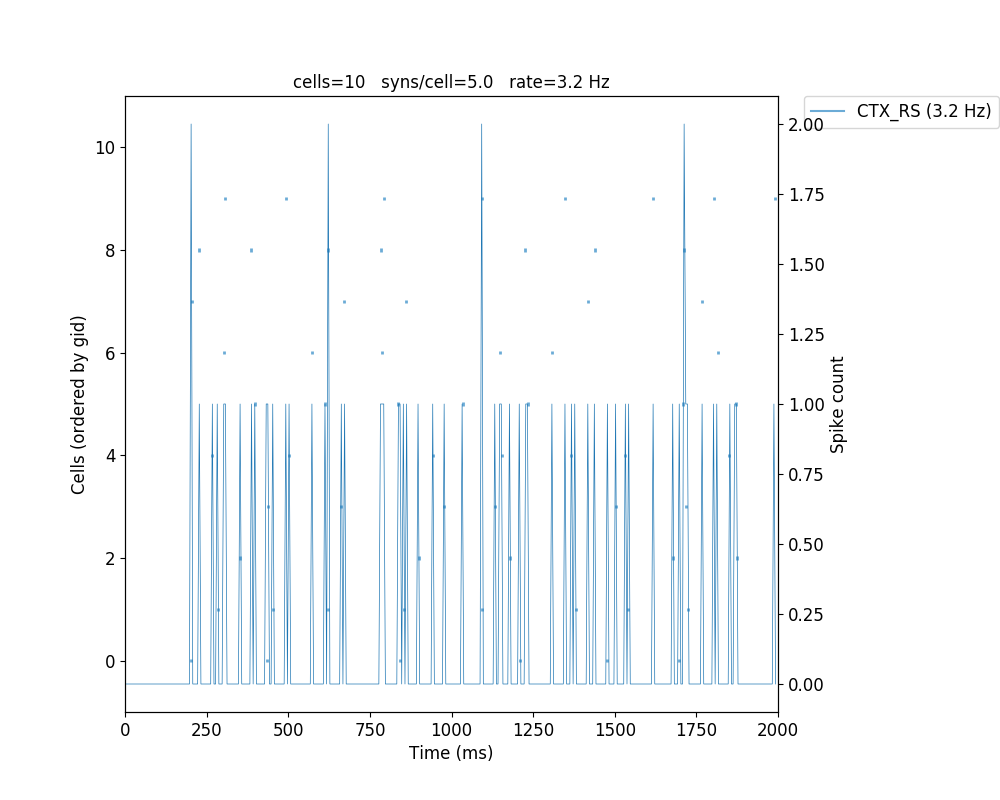 cells=10   syns/cell=5.0   rate=3.2 Hz
CTX_RS (3.2 Hz)
Cells (ordered by gid)
10
8
6
4
2
0
2.00
1.75
1.50
1.25
1.00
0.75
0.50
0.25
0.00
Spike count
0 250 500 750 1000 1250 1500 1750 2000
Time (ms)